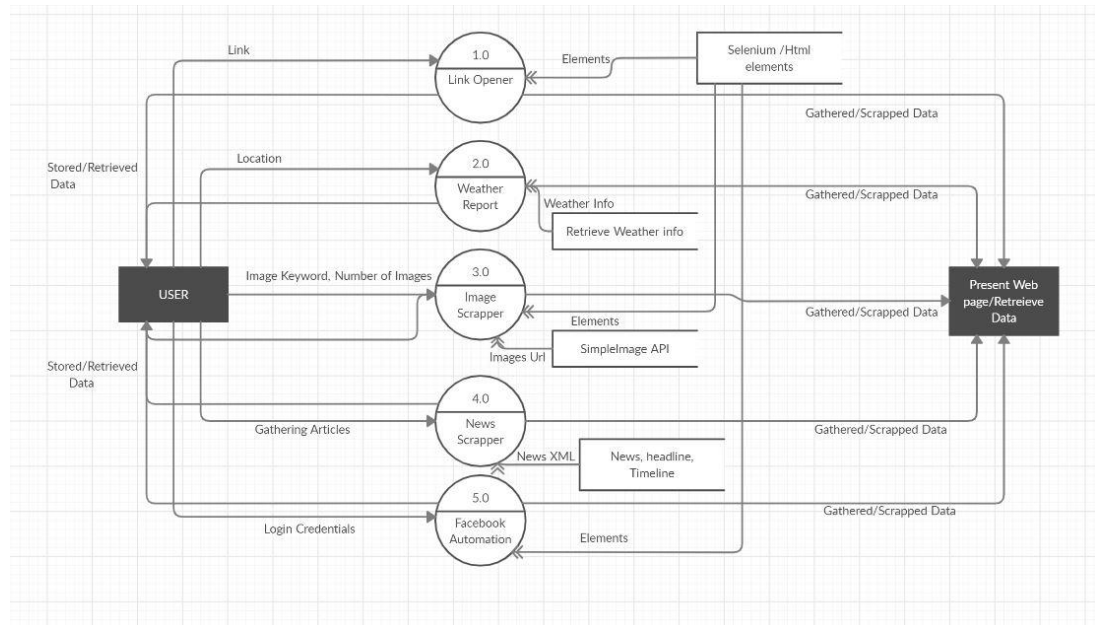 Link
1.0
Link Opener
Elements
Selenium /Html
elements
Gathered/Scrapped Data
Stored/Retrieved
Data
Location
2.0
Weather
Report
Gathered/Scrapped Data
Weather Info
Retrieve Weather info
Image Keyword, Number of Images
3.0
Image
Scrapper
USER
Present Web
page/Retreieve
Data
Gathered/Scrapped Data
Elements
Images Url
SimpleImage API
Stored/Retrieved
Data
4.0
News
Scrapper
Gathering Articles
Gathered/Scrapped Data
News XML
News, headline,
Timeline
5.0
Facebook
Automation
Login Credentials
Gathered/Scrapped Data
Elements